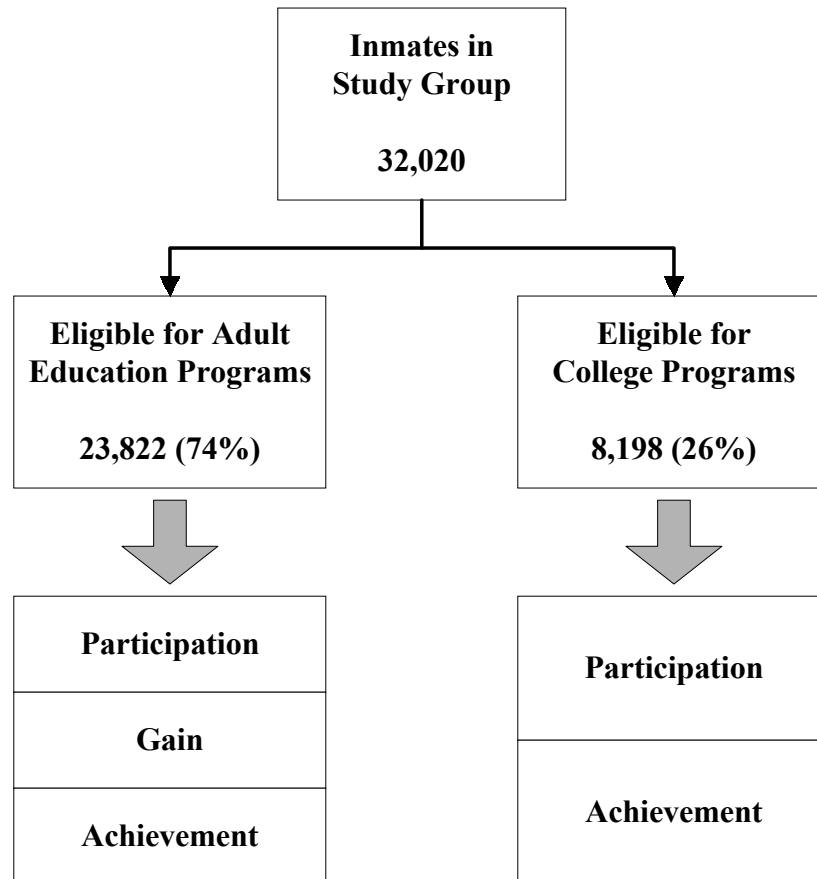 Inmates in
Study Group
32,020
Eligible for Adult
Education Programs
23,822 (74%)
Eligible for
College Programs
8,198 (26%)
Participation
Gain
Achievement
Participation
Achievement